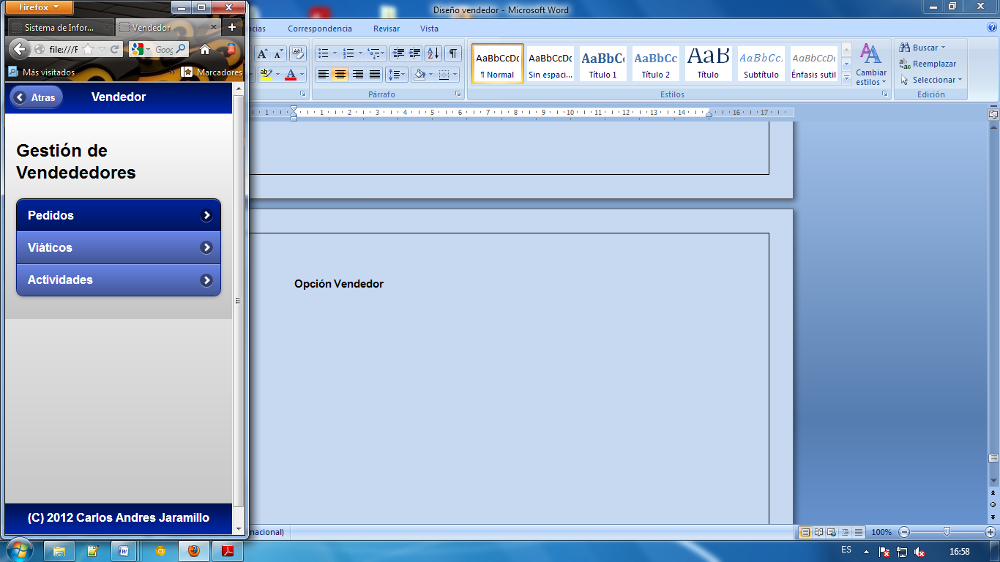 Firefox
Diseño vendedor - Microsoft Word
Sistema de Infor...
Vendedor
file:///F
Goog
Más visitados
»
Marcadores
Atras
Vendedor
Gestión de
Vendededores
Pedidos
Viáticos
Actividades
(C) 2012 Carlos Andres Jaramillo
ncias
Correspondencia
Revisar
Vista
AaBbCcDc
AaBbCcDc
AaBbCc
AaBbCc
AaB
AaBbCc.
AaBbCcDc
¶ Normal
Sin espaci...
Título 1
Título 2
Título
Subtítulo
Énfasis sutil
Cambiar
estilos
Buscar
Reemplazar
Seleccionar
Párrafo
Estilos
Edición
1 1 2 3 4 5 6 7 8 9 10 11 12 13 14 16 17
Opción Vendedor
nacional)
100%
ES
16:58